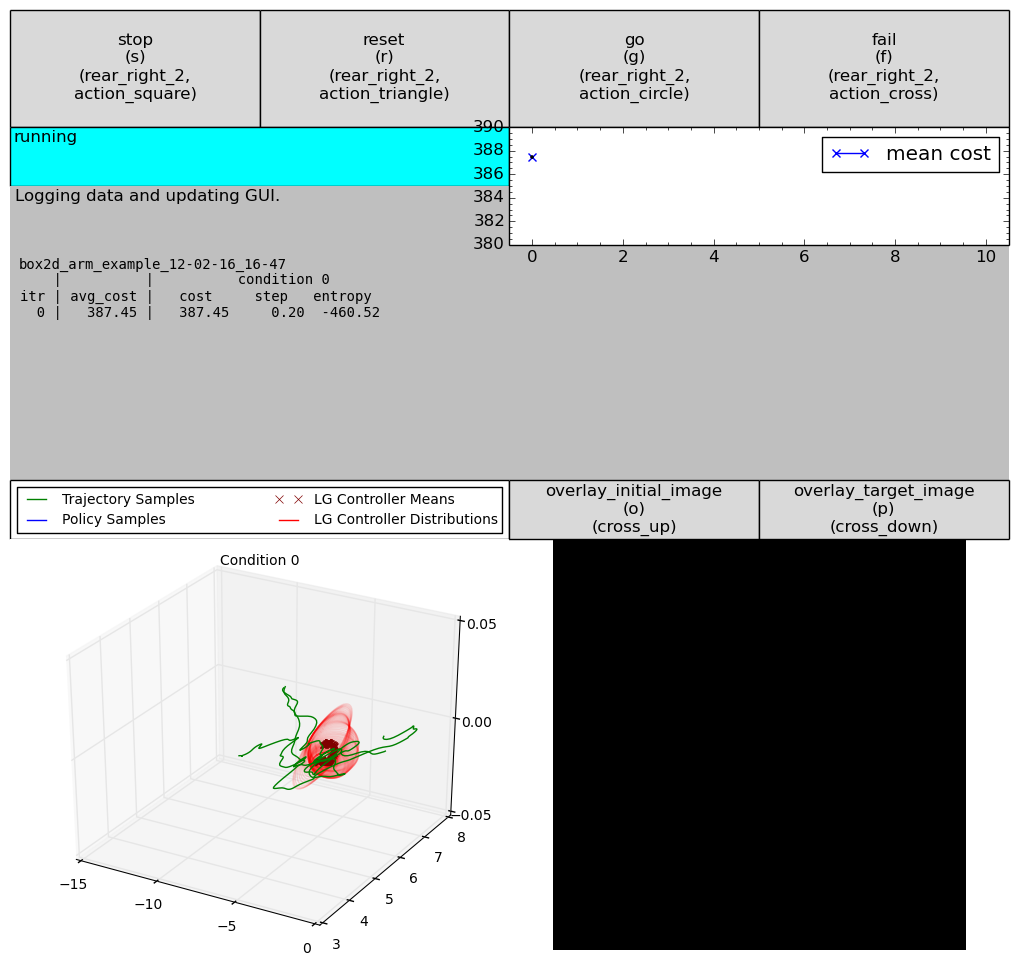 stop
(s)
(rear_right_2,
action_square)
reset
(r)
(rear_right_2,
action_triangle)
go
(g)
(rear_right_2,
action_circle)
fail
(f)
(rear_right_2,
action_cross)
running
390
388
386
384
382
380
mean cost
0 2 4 6 8 10
Logging data and updating GUI.
box2d_arm_example_12-02-16_16-47
| | condition 0
itr | avg_cost | cost step entropy
0 | 387.45 | 387.45 0.20 -460.52
Trajectory Samples
Policy Samples
LG Controller Means
LG Controller Distributions
overlay_initial_image
(o)
(cross_up)
overlay_target_image
(p)
(cross_down)
Condition 0
0.05
0.00
−0.05
8
7
6
5
4
3
−15
−10
−5
0